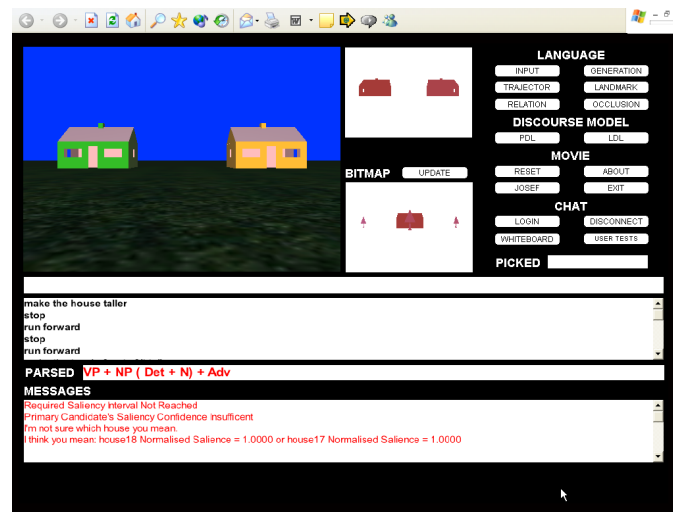 LANGUAGE
INPUT GENERATION
TRAJECTOR LANDMARK
RELATION OCCLUSION
DISCOURSE MODEL
PDL LDL
MOVIE
BITMAP UPDATE
RESET ABOUT
JOSEF EXIT
CHAT
LOGIN DISCONNECT
WHITEBOARD USER TESTS
PICKED
make the house taller
stop
run forward
stop
run forward
PARSED VP + NP ( Det + N) + Adv
MESSAGES
Required Saliency Interval Not Reached
Primary Candidate's Saliency Confidence Insufficent
I'm not sure which house you mean.
I think you mean: house18 Normalised Salience = 1.0000 or house17 Normalised Salience = 1.0000